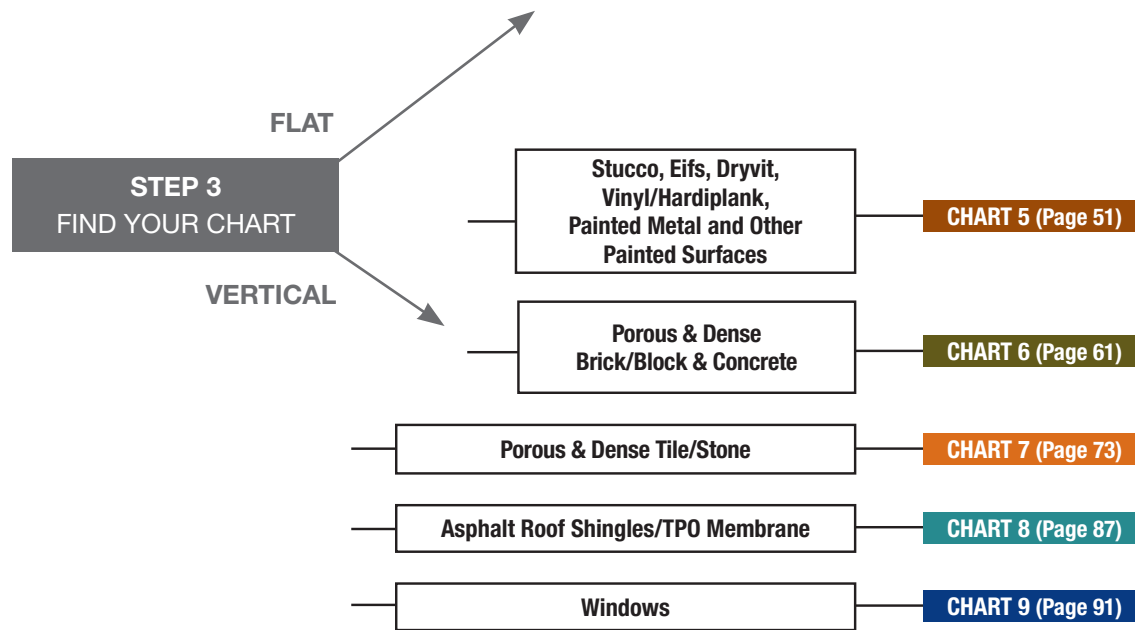 FLAT
STEP 3
FIND YOUR CHART
VERTICAL
Stucco, Eifs, Dryvit,
Vinyl/Hardiplank,
Painted Metal and Other
Painted Surfaces
CHART 5 (Page 51)
Porous & Dense
Brick/Block & Concrete
CHART 6 (Page 61)
Porous & Dense Tile/Stone
CHART 7 (Page 73)
Asphalt Roof Shingles/TPO Membrane
CHART 8 (Page 87)
Windows
CHART 9 (Page 91)